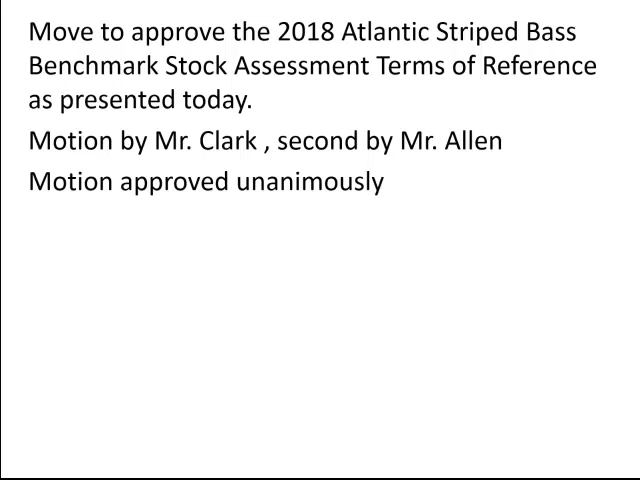 Move to approve the 2018 Atlantic Striped Bass
Benchmark Stock Assessment Terms of Reference
as presented today.
Motion by Mr. Clark , second by Mr. Allen
Motion approved unanimously